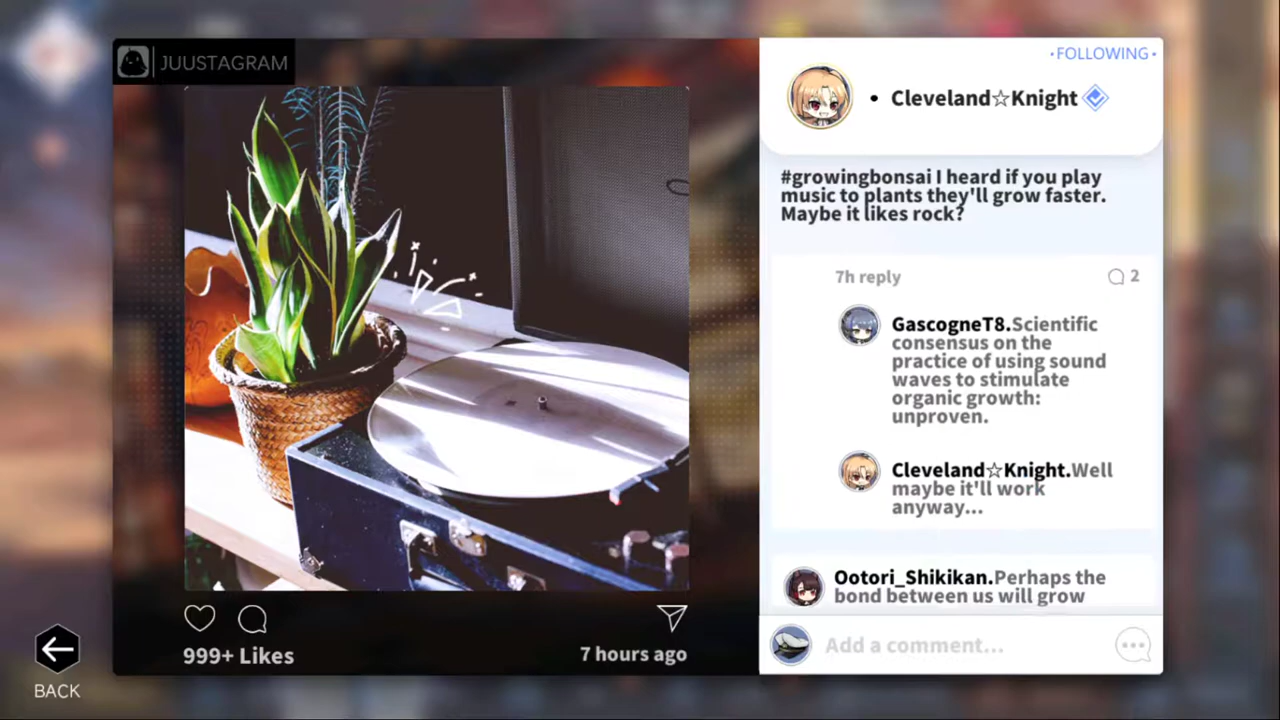 JUUSTAGRAM
·FOLLOWING·
• Cleveland☆Knight
#growingbonsai I heard if you play
music to plants they'll grow faster.
Maybe it likes rock?
7h reply
2
GascogneT8.Scientific
consensus on the
practice of using sound
waves to stimulate
organic growth:
unproven.
Cleveland☆Knight.Well
maybe it'll work
anyway...
Ootori_Shikikan.Perhaps the
bond between us will grow
Add a comment...
999+ Likes
7 hours ago
BACK